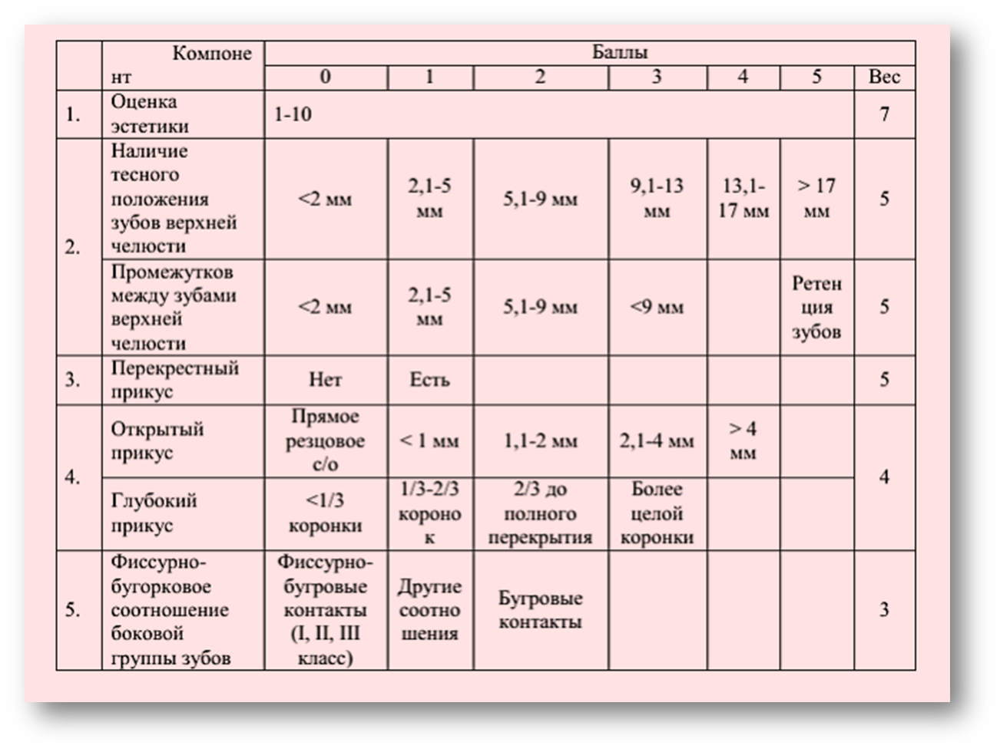 Компоне
нт
Баллы
0 1 2 3 4 5 Вес
1.
Оценка
эстетики
1-10
7
2.
Наличие
тесного
положения
зубов верхней
челюсти
<2 мм
2,1-5
мм
5,1-9 мм
9,1-13
мм
13,1-
17 мм
> 17
мм
5
Промежутков
между зубами
верхней
челюсти
<2 мм
2,1-5
мм
5,1-9 мм
<9 мм
Ретен
ция
зубов
5
3.
Перекрестный
прикус
Нет
Есть
5
4.
Открытый
прикус
Прямое
резцовое
с/о
< 1 мм
1,1-2 мм
2,1-4 мм
> 4
мм
4
Глубокий
прикус
<1/3
коронки
1/3-2/3
короно
к
2/3 до
полного
перекрытия
Более
целой
коронки
5.
Фиссурно-
бугорковое
соотношение
боковой
группы зубов
Фиссурно-
бугровые
контакты
(I, II, III
класс)
Другие
соотно
шения
Бугровые
контакты
3